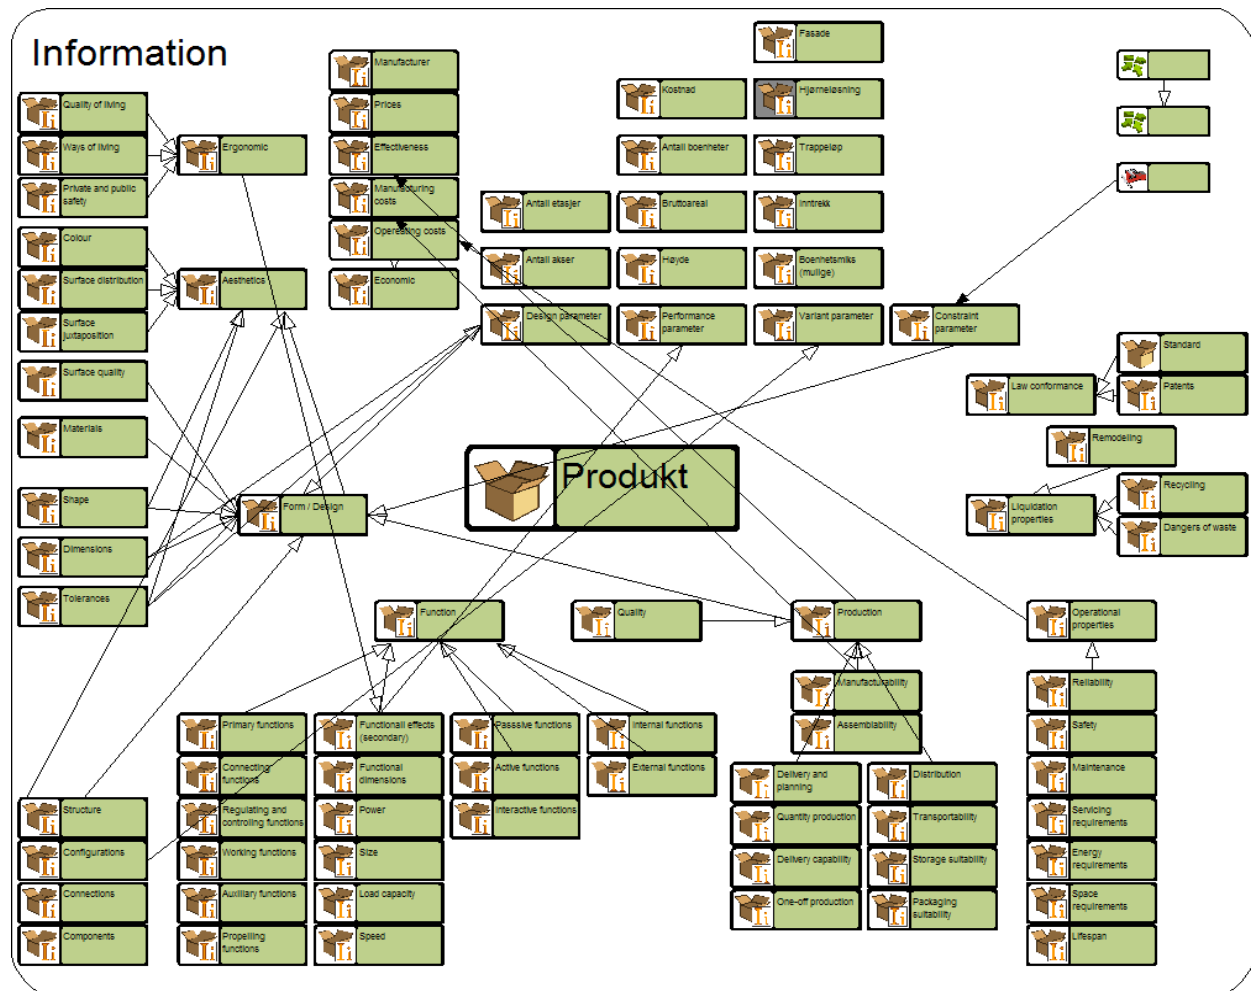 Information
Fasade
Manufacturer
Kostnad
Hjørneløsning
Quality of living
Prices
Ways of living
Ergonomic
Effectiveness
Antall boenheter
Trappeløp
Private and public
safety
Manufacturing
costs
Antall etasjer
Bruttoareal
Inntrekk
Colour
Operesting costs
Surface distribution
Aesthetics
Economic
Antall akser
Høyde
Boenhetsmiks
(mulige)
Surface
juxtaposition
Design parameter
Performance
parameter
Variant parameter
Constraint
parameter
Standard
Surface quality
Law conformance
Patents
Materials
Remodeling
Produkt
Shape
Form / Design
Liquidation
properties
Recycling
Dimensions
Dangers of waste
Tolerances
Function
Quality
Production
Operational
properties
Manufacturability
Reliability
Primary functions
Functionall effects
(secondary)
Passsive functions
Internal functions
Assemblability
Safety
Connecting
functions
Functional
dimensions
Active functions
External functions
Delivery and
planning
Distribution
Maintenance
Structure
Regulating and
controling functions
Power
Interactive functions
Quantity production
Transportability
Servicing
requirements
Configurations
Working functions
Size
Delivery capability
Storage suitability
Energy
requirements
Connections
Auxiliary functions
Load capacity
One-off production
Packaging
suitability
Space
requirements
Components
Propelling
functions
Speed
Lifespan